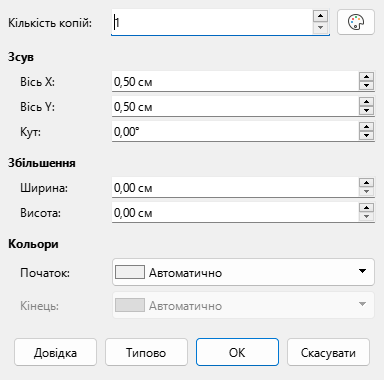 Кількість копій: 1
Зсув
Вісь X: 0,50 см
Вісь Y: 0,50 см
Кут: 0,00°
Збільшення
Ширина: 0,00 см
Висота: 0,00 см
Кольори
Початок: Автоматично
Кінець: Автоматично
Довідка Типово ОК Скасувати